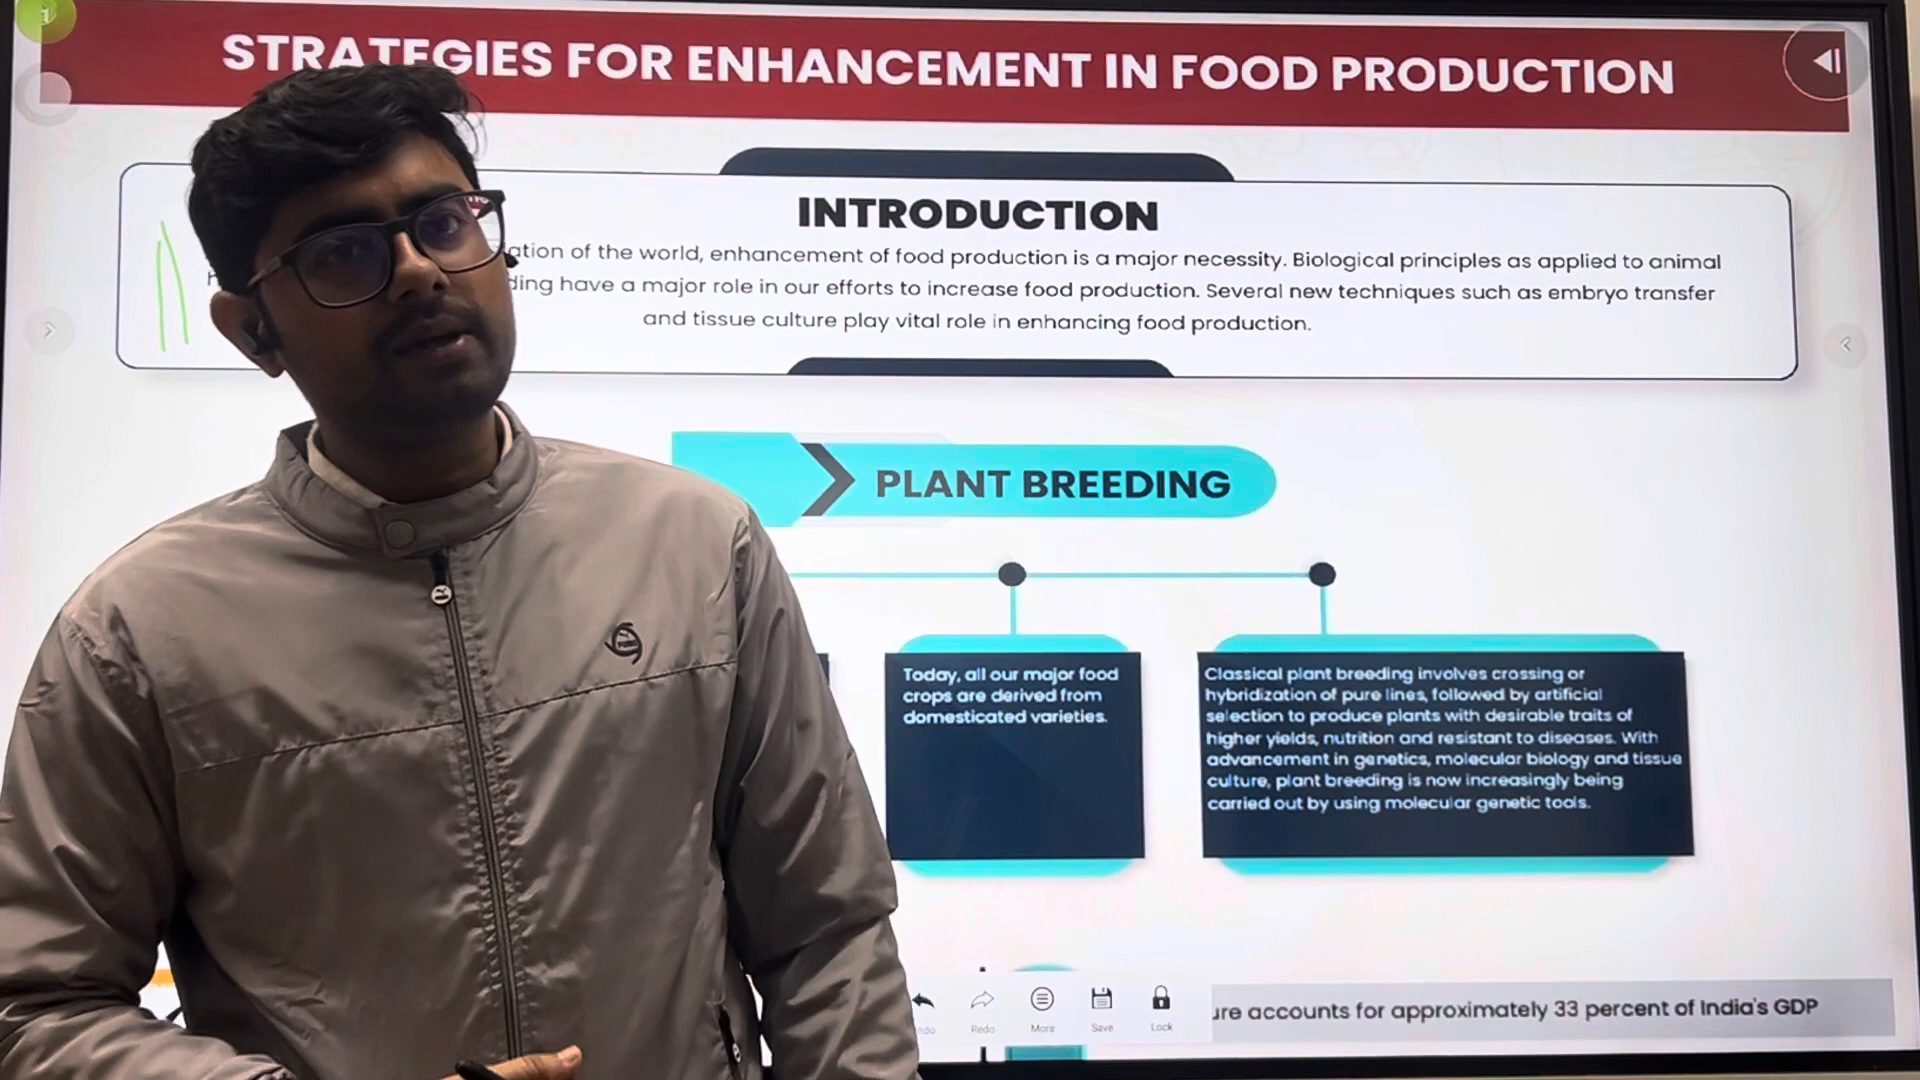 STRATEGIES FOR ENHANCEMENT IN FOOD PRODUCTION
INTRODUCTION
of the world, enhancement of food production is a major necessity. Biological principles as applied to animal
have a major role in our efforts to increase food production. Several new techniques such as embryo transfer
and tissue culture play vital role in enhancing food production.
PLANT BREEDING
Today, all our major food
crops are derived from
domesticated varieties.
Classical plant breeding involves crossing or
hybridization of pure lines, followed by artificial
selection to produce plants with desirable traits of
higher yields, nutrition and resistant to diseases. With
advancement in genetics, molecular biology and tissue
culture, plant breeding is now increasingly being
carried out by using molecular genetic tools.
Redo
More
Save
Lock
accounts for approximately 33 percent of India's GDP